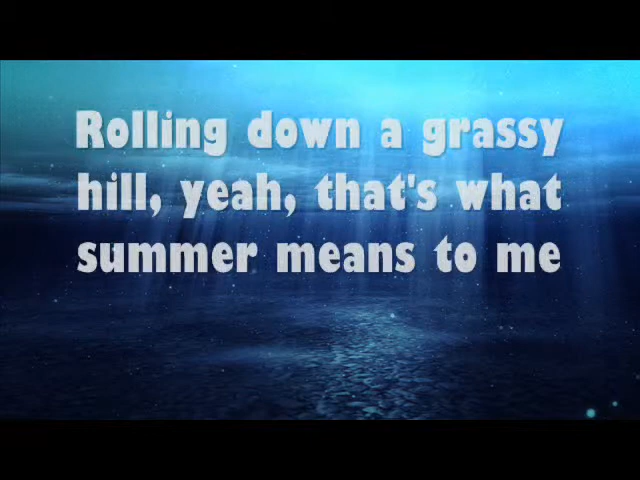 Rolling down a grassy
hill, yeah, that's what
summer means to me